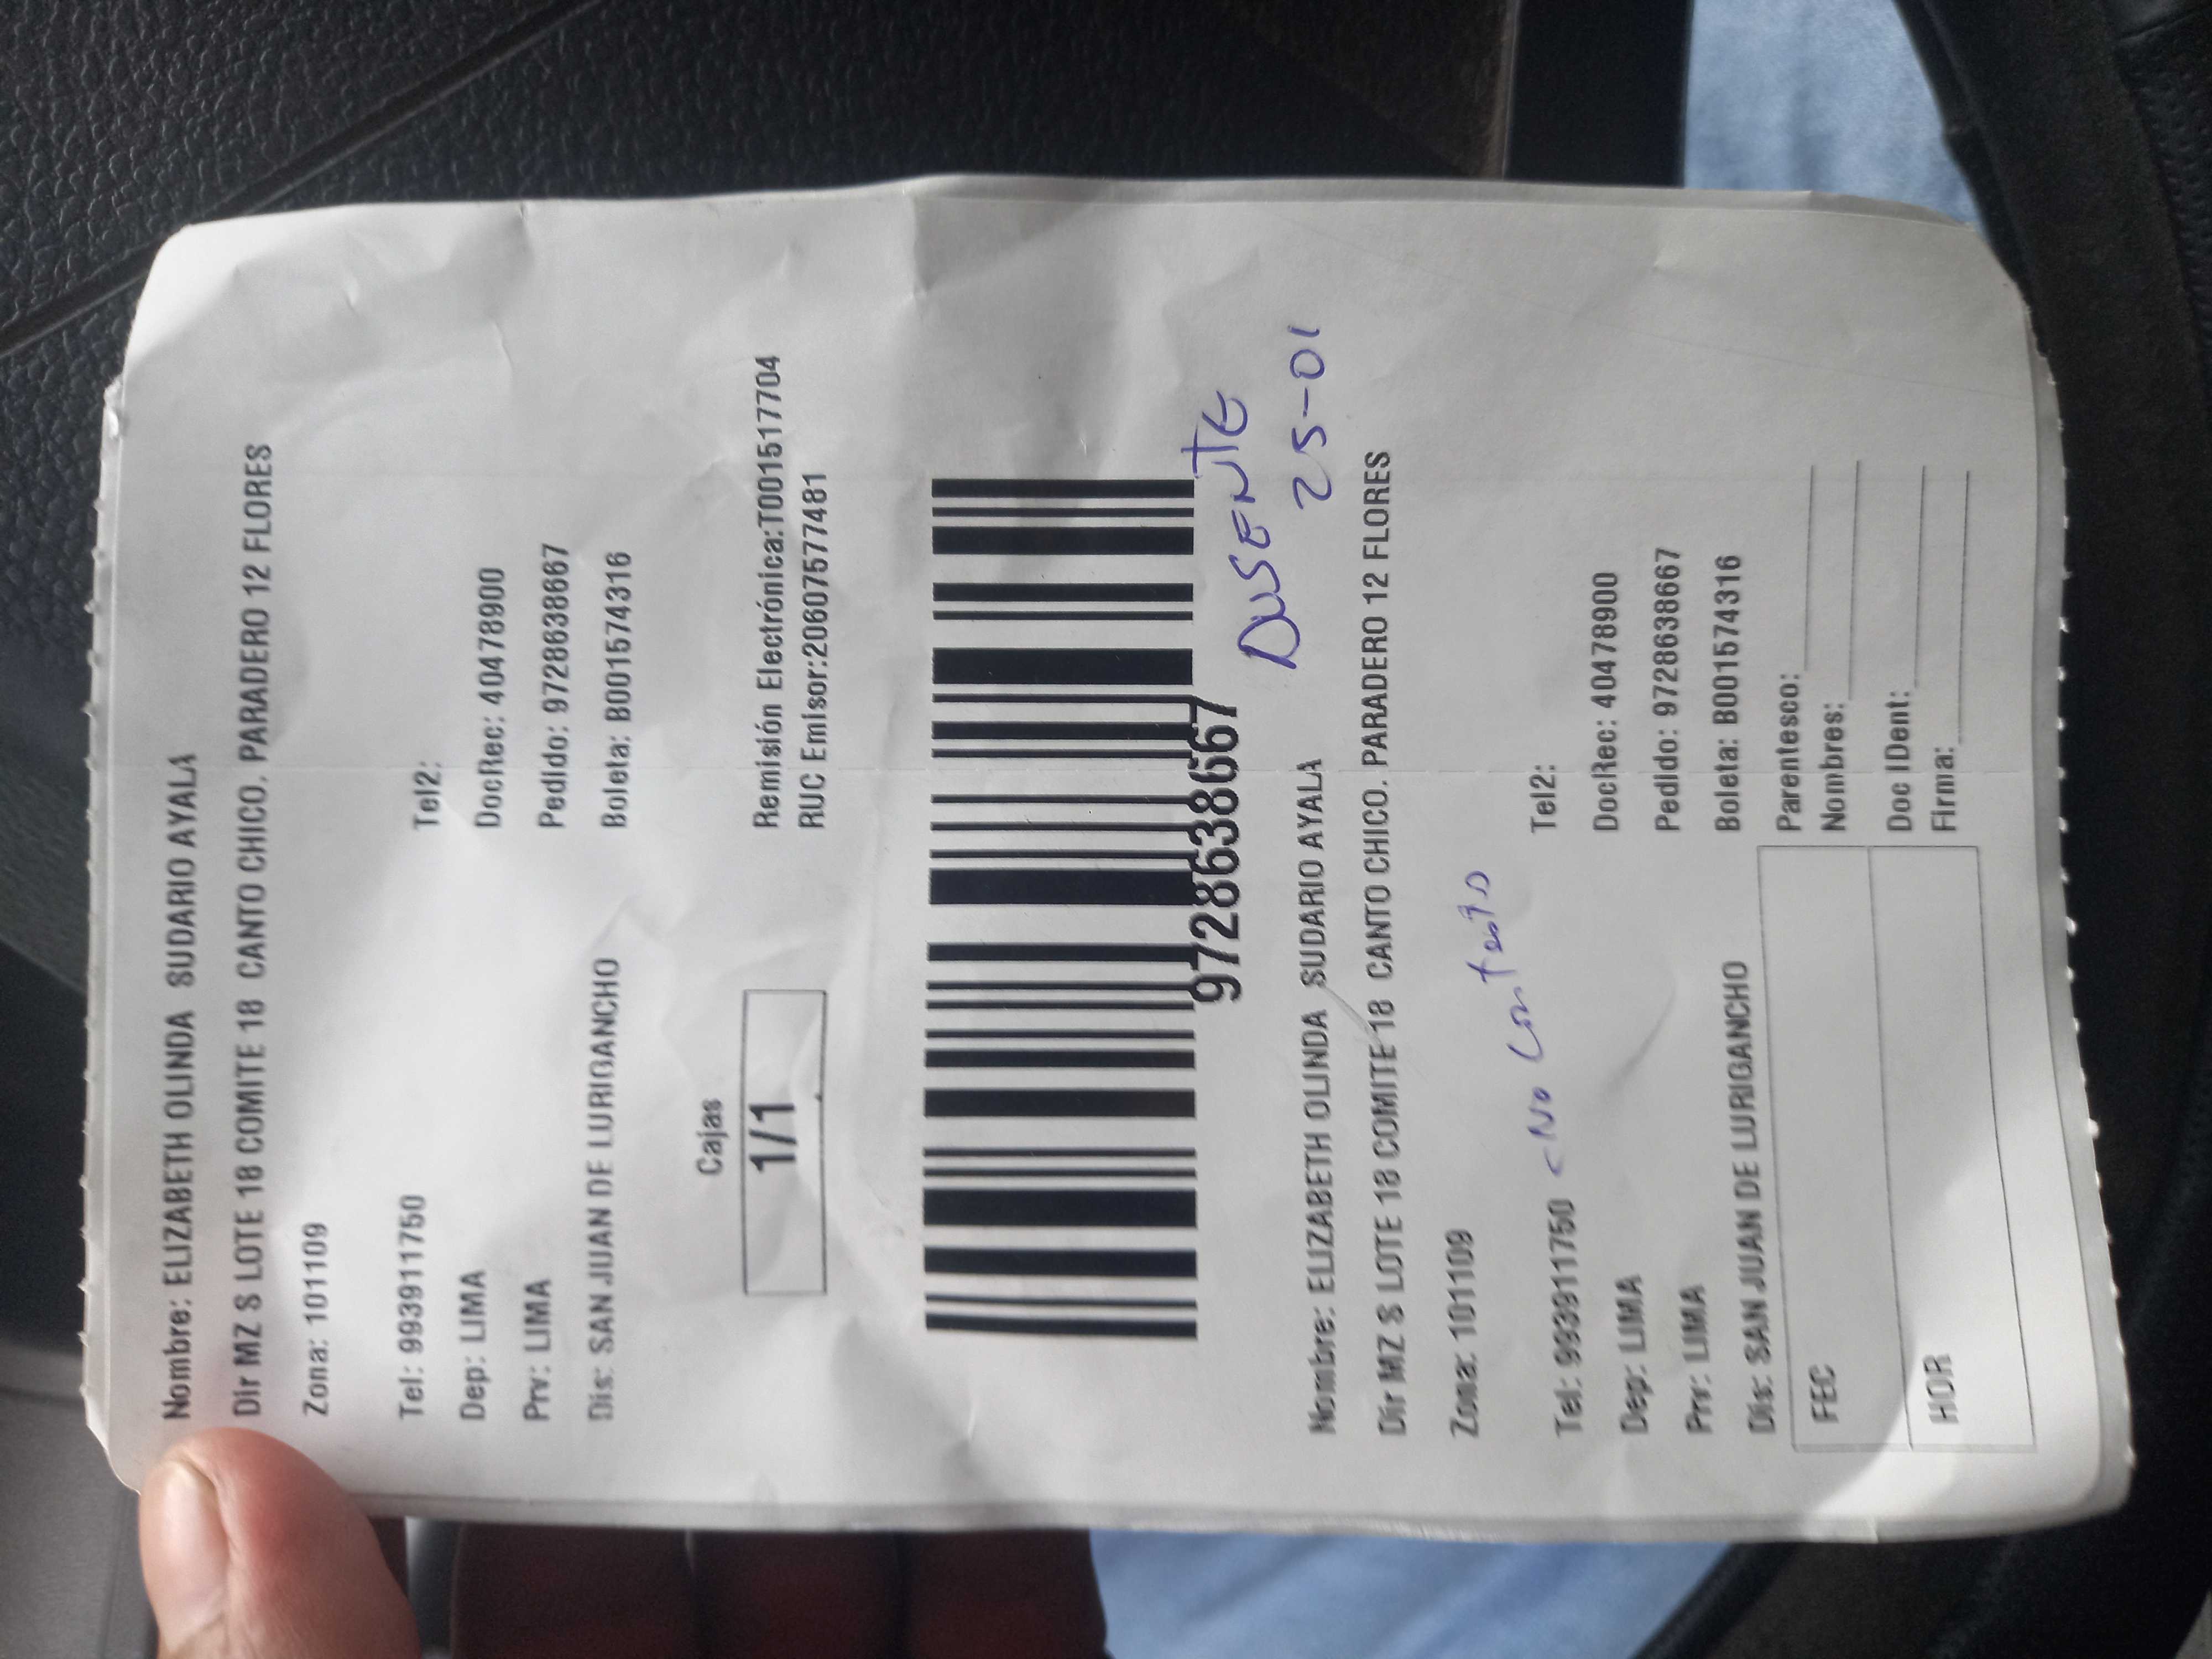 Nombre: ELIZABETH OLINDA SUDARIO AYALA
Dir MZ S LOTE 18 COMITE 18 CANTO CHICO. PARADERO 12 FLORES
Zona: 101109
Tel: 993911750 Tel2:
Dep: LIMA DocRec: 40478900
Prv: LIMA Pedido: 9728638667
Dis: SAN JUAN DE LURIGANCHO Boleta: B001574316
Cajas
1/1
Remisión Electrónica:T001517704
RUC Emisor:20607577481
9728638667
AUSENTE
25-01
Nombre: ELIZABETH OLINDA SUDARIO AYALA
Dir MZ S LOTE 18 COMITE 18 CANTO CHICO. PARADERO 12 FLORES
Zona: 101109
Tel: 993911750 No Contesto Tel2:
Dep: LIMA DocRec: 40478900
Prv: LIMA Pedido: 9728638667
Dis: SAN JUAN DE LURIGANCHO Boleta: B001574316
FEC Parentesco:
Nombres:
HOR Doc IDent:
Firma: